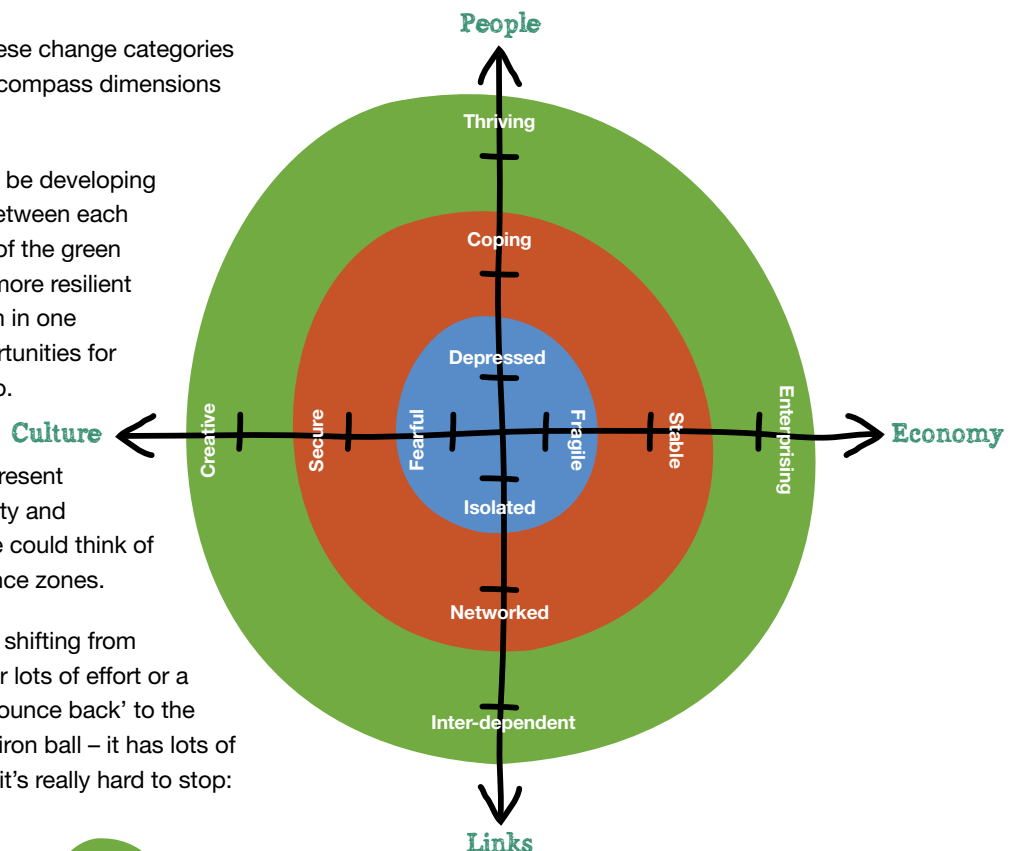 ese change categories
compass dimensions
be developing
etween each
of the green
more resilient
n in one
rtunities for
o.
resent
ty and
e could think of
nce zones.
shifting from
r lots of effort or a
ounce back’ to the
iron ball – it has lots of
it’s really hard to stop:
People
Thriving
Coping
Depressed
Culture
Creative
Secure
Fearful
Fragile
Stable
Enterprising
Economy
Isolated
Networked
Inter-dependent
Links